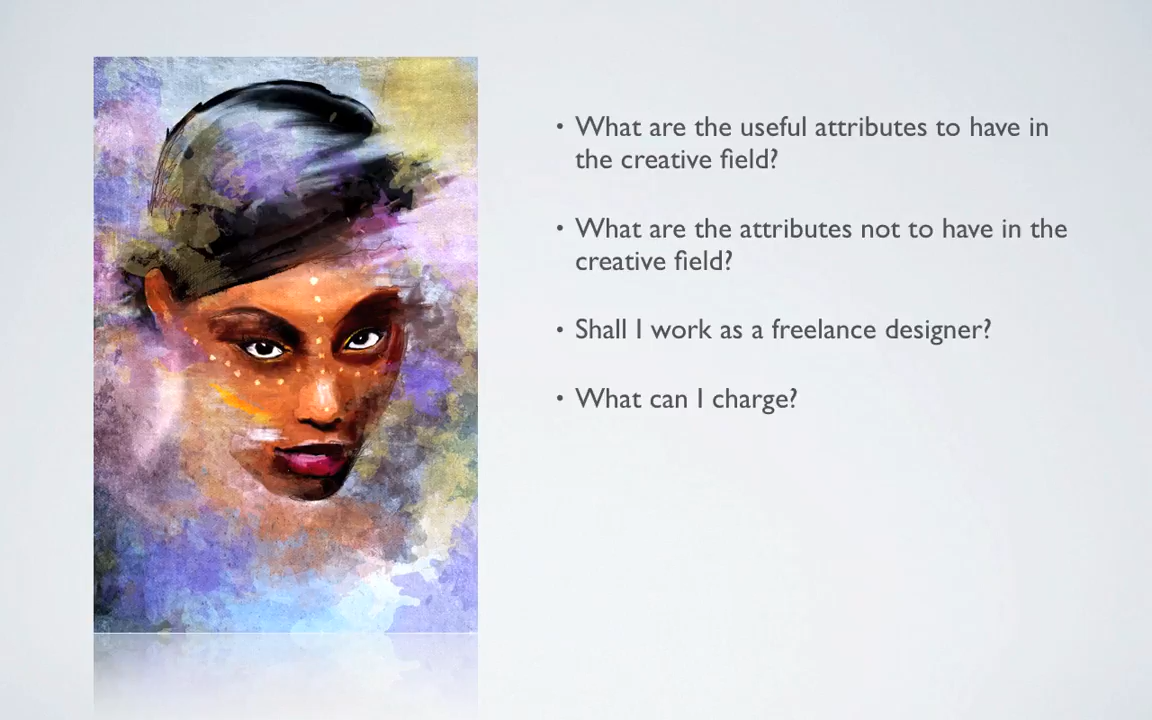 • What are the useful attributes to have in
the creative field?
• What are the attributes not to have in the
creative field?
• Shall I work as a freelance designer?
• What can I charge?